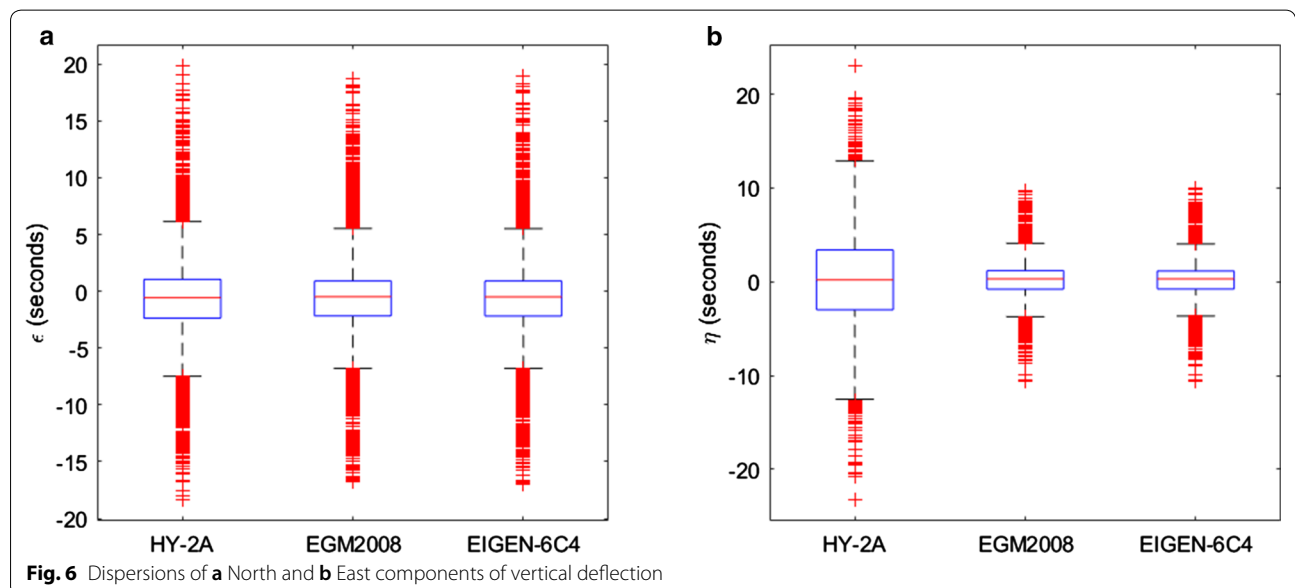 a
b
20
15
10
5
0
-5
-10
-15
-20
ϵ (seconds)
HY-2A EGM2008 EIGEN-6C4
20
10
0
-10
-20
η (seconds)
HY-2A EGM2008 EIGEN-6C4
Fig. 6 Dispersions of a North and b East components of vertical deflection